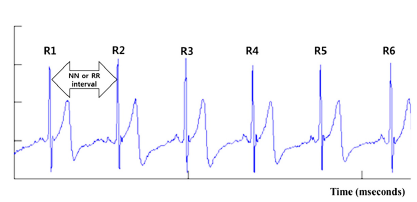 R1 R2 R3 R4 R5 R6
NN or RR
interval
Time (mseconds)